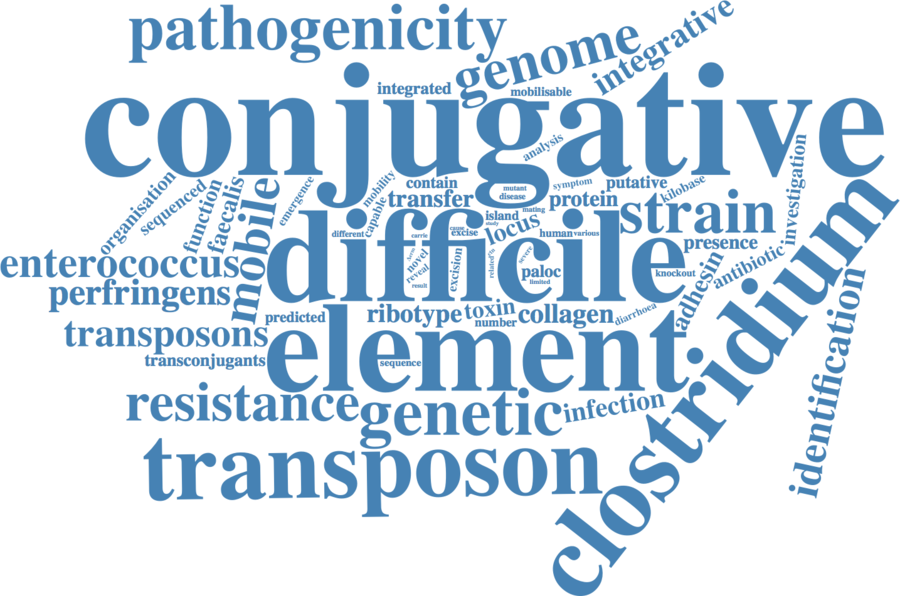 pathogenicity
integrative
genome
integrated
mobilisable
conjugative
analysis
organisation
sequenced
function
faecalis
mobile
emergence
mobility
capable
contain
transfer
mutant
disease
symptom
protein
putative
kilobase
investigation
strain
island
study
mating
locus
cause
excise
carrie
different
human
various
presence
antibiotic
adhesin
clostridium
identification
enterococcus
difficile
novel
reveal
result
excision
severe
paloc
limited
knockout
perfringens
predicted
ribotype
toxin
number
collagen
diarrhoea
transposons
transconjugants
element
sequence
resistance
genetic
infection
transposon